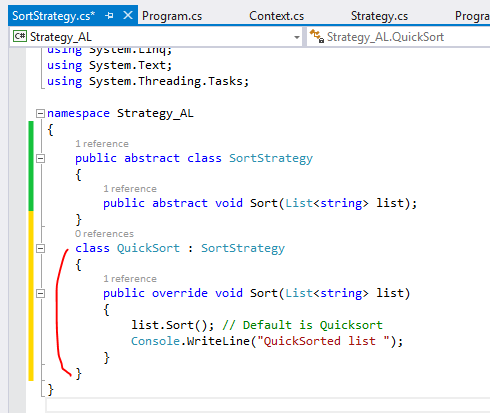 SortStrategy.cs* Program.cs Context.cs Strategy.cs Progra
C# Strategy_AL Strategy_AL.QuickSort
using System.Linq;
using System.Text;
using System.Threading.Tasks;
namespace Strategy_AL
{
1 reference
public abstract class SortStrategy
{
1 reference
public abstract void Sort(List<string> list);
}
0 references
class QuickSort : SortStrategy
{
1 reference
public override void Sort(List<string> list)
{
list.Sort(); // Default is Quicksort
Console.WriteLine("QuickSorted list ");
}
}
}